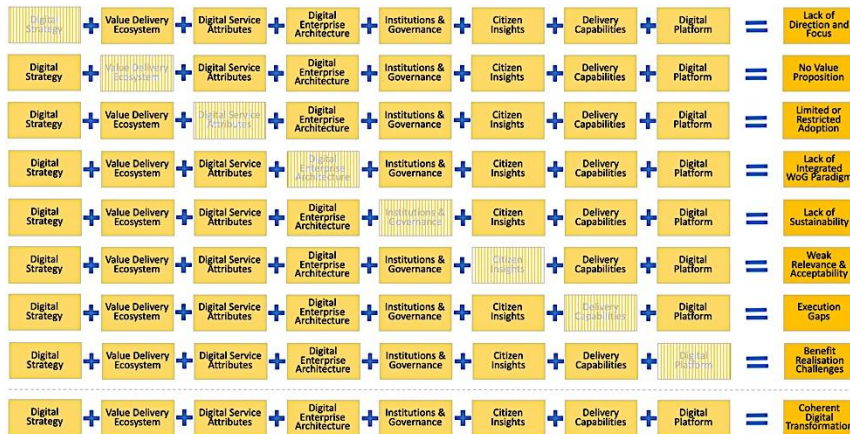 Digital Strategy + Value Delivery Ecosystem + Digital Service Attributes + Digital Enterprise Architecture + Institutions & Governance + Citizen Insights + Delivery Capabilities + Digital Platform = Lack of Direction and Focus
Digital Strategy + Value Delivery Ecosystem + Digital Service Attributes + Digital Enterprise Architecture + Institutions & Governance + Citizen Insights + Delivery Capabilities + Digital Platform = No Value Proposition
Digital Strategy + Value Delivery Ecosystem + Digital Service Attributes + Digital Enterprise Architecture + Institutions & Governance + Citizen Insights + Delivery Capabilities + Digital Platform = Limited or Restricted Adoption
Digital Strategy + Value Delivery Ecosystem + Digital Service Attributes + Digital Enterprise Architecture + Institutions & Governance + Citizen Insights + Delivery Capabilities + Digital Platform = Lack of Integrated WoG Paradigm
Digital Strategy + Value Delivery Ecosystem + Digital Service Attributes + Digital Enterprise Architecture + Institutions & Governance + Citizen Insights + Delivery Capabilities + Digital Platform = Lack of Sustainability
Digital Strategy + Value Delivery Ecosystem + Digital Service Attributes + Digital Enterprise Architecture + Institutions & Governance + Citizen Insights + Delivery Capabilities + Digital Platform = Weak Relevance & Acceptability
Digital Strategy + Value Delivery Ecosystem + Digital Service Attributes + Digital Enterprise Architecture + Institutions & Governance + Citizen Insights + Delivery Capabilities + Digital Platform = Execution Gaps
Digital Strategy + Value Delivery Ecosystem + Digital Service Attributes + Digital Enterprise Architecture + Institutions & Governance + Citizen Insights + Delivery Capabilities + Digital Platform = Benefit Realisation Challenges
Digital Strategy + Value Delivery Ecosystem + Digital Service Attributes + Digital Enterprise Architecture + Institutions & Governance + Citizen Insights + Delivery Capabilities + Digital Platform = Coherent Digital Transformation